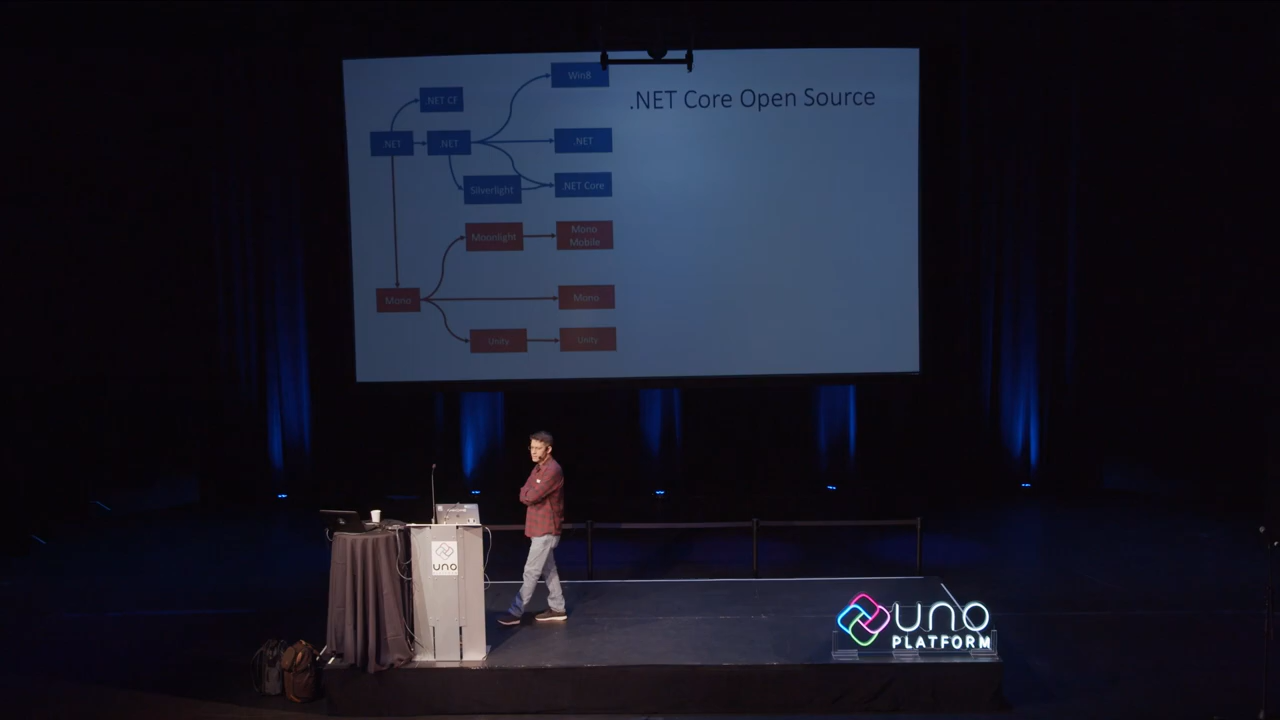 .NET Core Open Source
Win8
.NET CF
.NET
.NET
.NET
Silverlight
.NET Core
Moonlight
Mono
Mobile
Mono
Mono
Unity
Unity
uno
UNO
PLATFORM